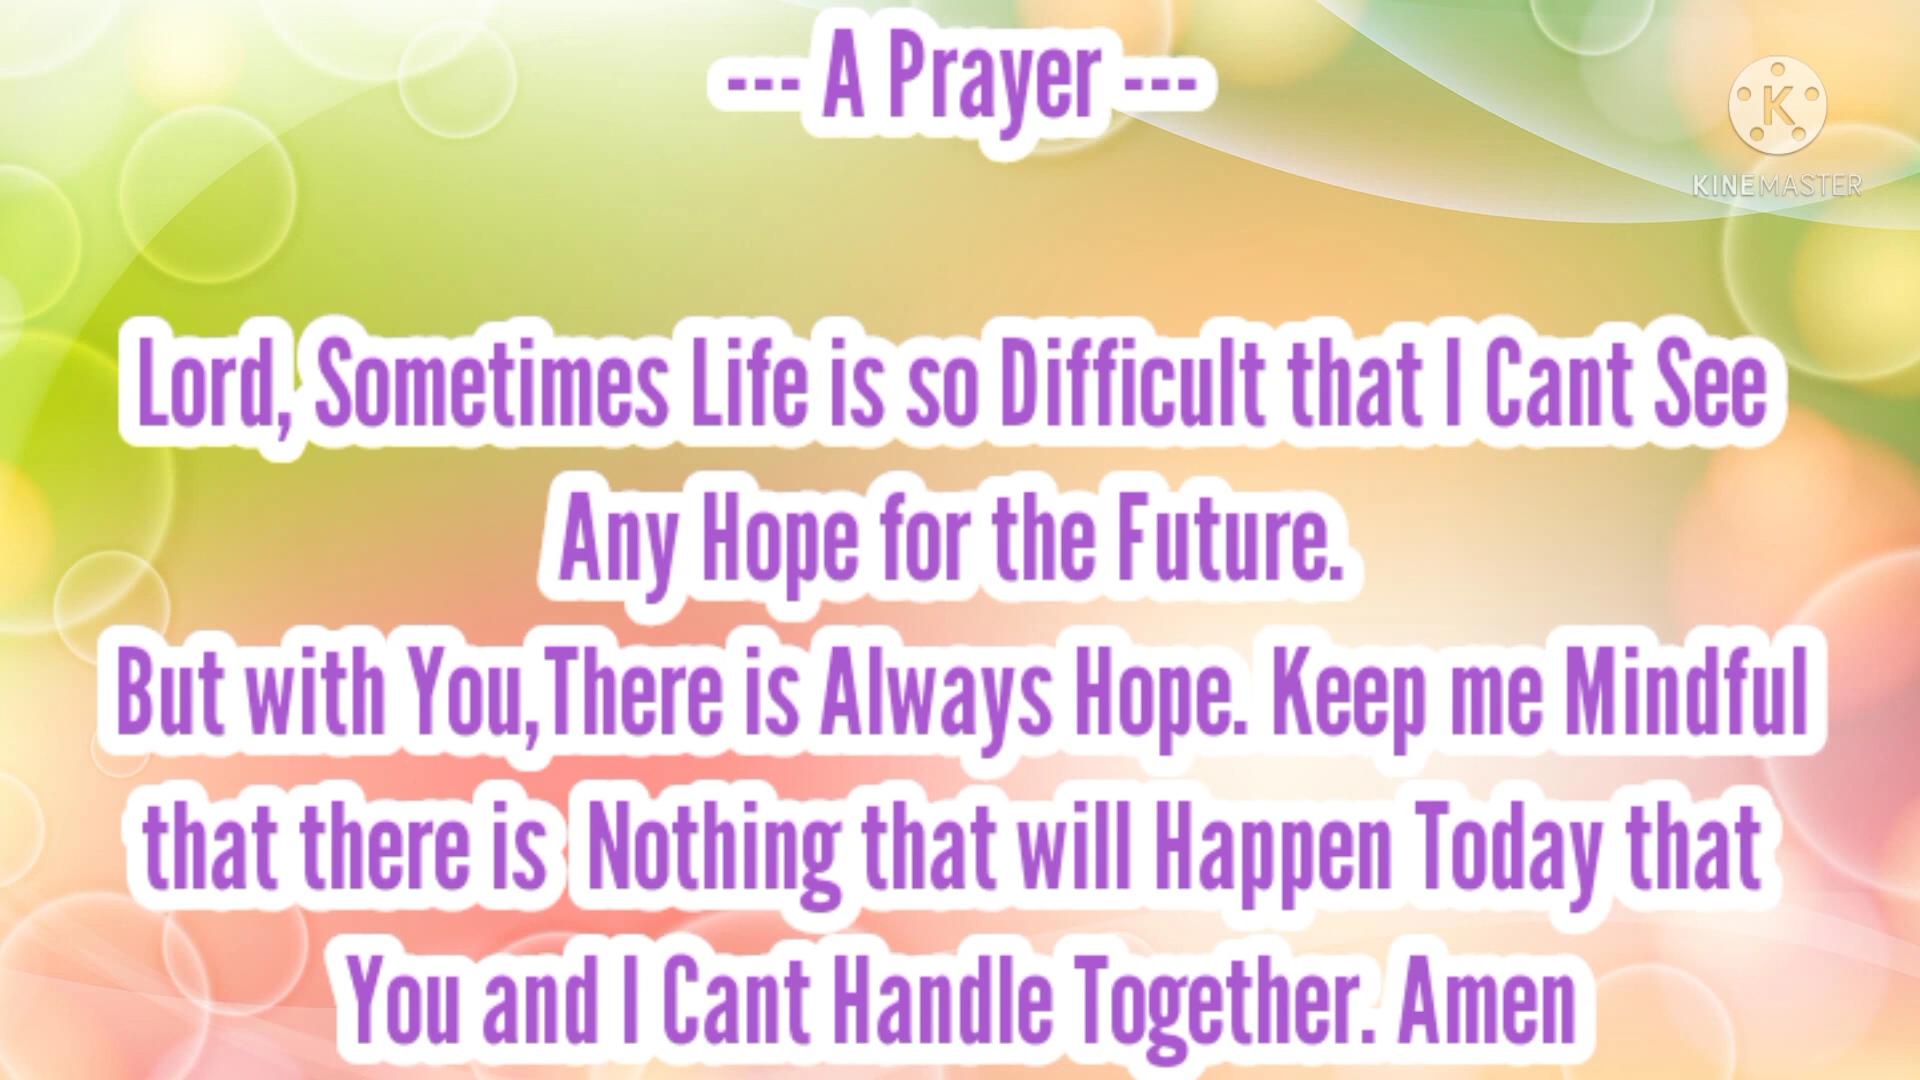 --- A Prayer ---
KINEMASTER
Lord, Sometimes Life is so Difficult that I Cant See
Any Hope for the Future.
But with You,There is Always Hope. Keep me Mindful
that there is Nothing that will Happen Today that
You and I Cant Handle Together. Amen